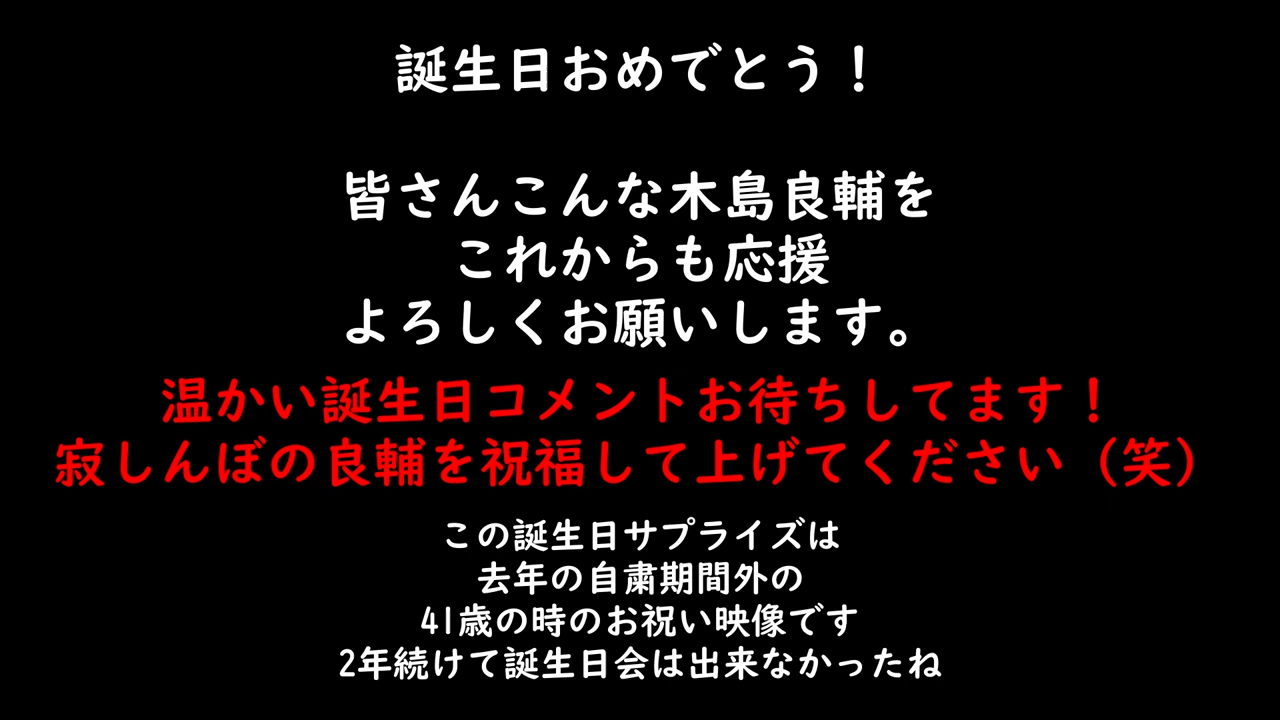 誕生日おめでとう！
皆さんこんな木島良輔を
これからも応援
よろしくお願いします。
温かい誕生日コメントお待ちしてます！
寂しんぼの良輔を祝福して上げてください（笑）
この誕生日サプライズは
去年の自粛期間外の
41歳の時のお祝い映像です
2年続けて誕生日会は出来なかったね